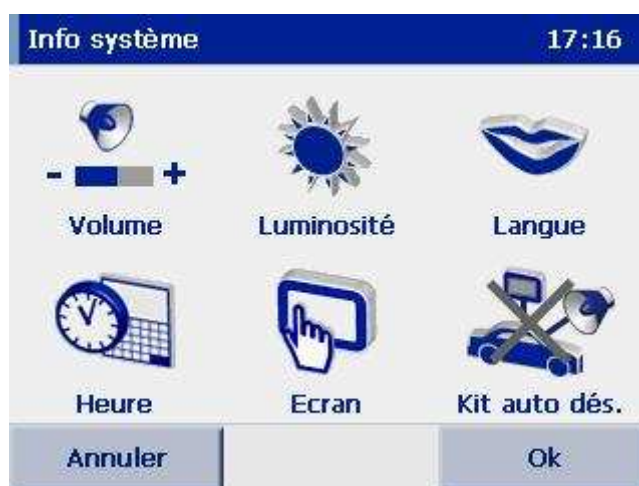 Info système 17:16
- +
Volume Luminosité Langue
Heure Ecran Kit auto dés.
Annuler Ok